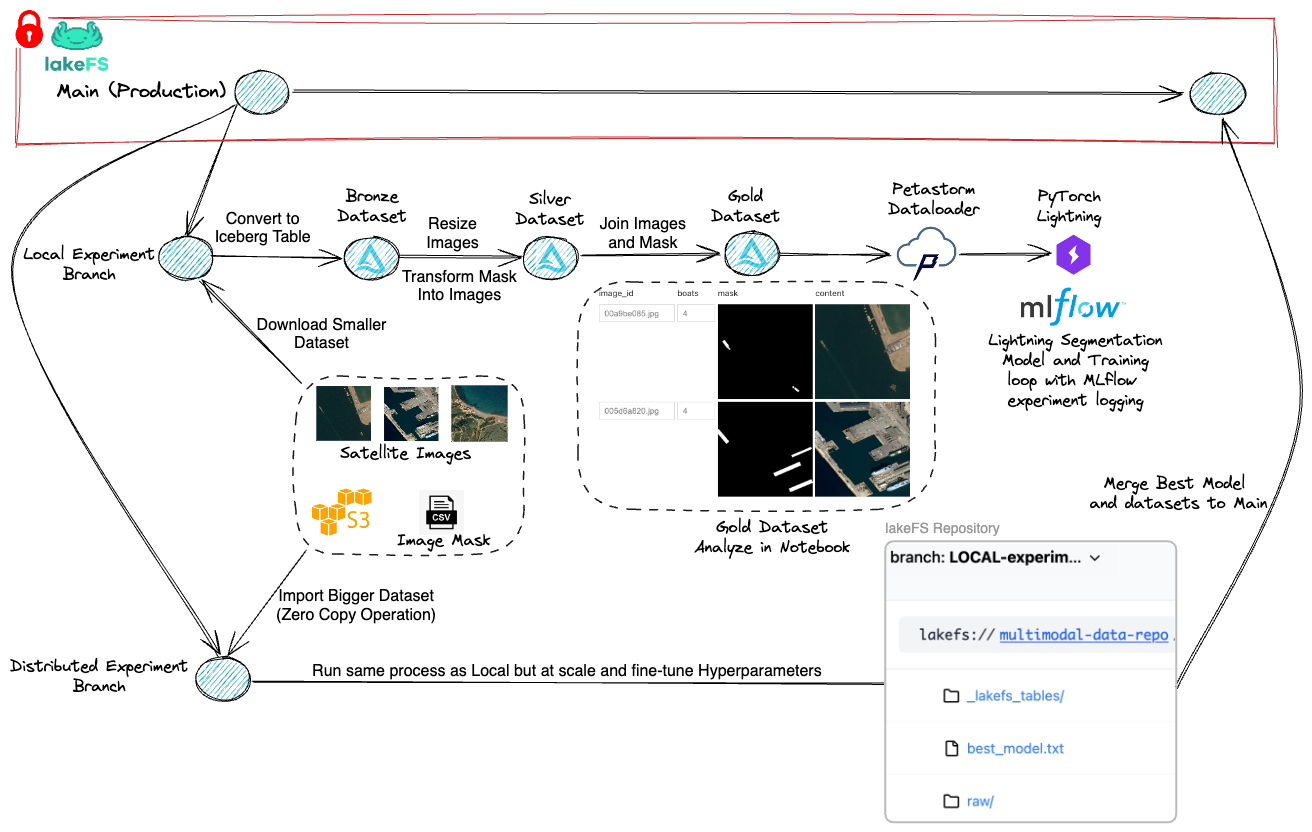 lakeFS
Main (Production)
Bronze
Dataset
Silver
Dataset
Gold
Dataset
Petastorm
Dataloader
PyTorch
Lightning
Convert to
Iceberg Table
Resize
Images
Transform Mask
Into Images
Join Images
and Mask
Local Experiment
Branch
Download Smaller
Dataset
image_id boats mask content
00a9be085.jpg 4
005d6a820.jpg 4
mlflow™
Lightning Segmentation
Model and Training
loop with MLflow
experiment logging
Satellite Images
S3
CSV
Image Mask
Gold Dataset
Analyze in Notebook
Merge Best Model
and datasets to Main
Import Bigger Dataset
(Zero Copy Operation)
Distributed Experiment
Branch
Run same process as Local but at scale and fine-tune Hyperparameters
lakeFS Repository
branch: LOCAL-experim...
lakefs://multimodal-data-repo
_lakefs_tables/
best_model.txt
raw/